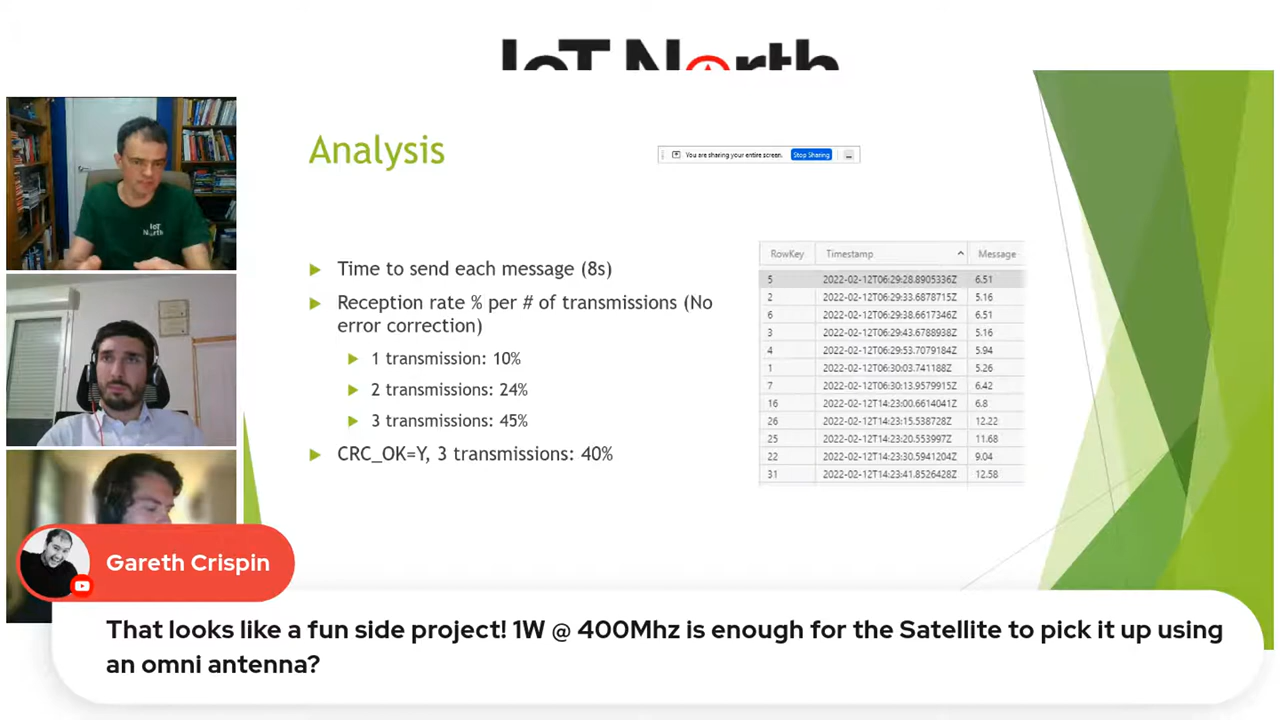 IoT North
Analysis
You are sharing your entire screen.
Stop Sharing
Time to send each message (8s)
Reception rate % per # of transmissions (No
error correction)
1 transmission: 10%
2 transmissions: 24%
3 transmissions: 45%
CRC_OK=Y, 3 transmissions: 40%
RowKey Timestamp Message
5 2022-02-12T06:29:28.8905336Z 6.51
2 2022-02-12T06:29:33.6878715Z 5.16
6 2022-02-12T06:29:38.6617346Z 6.51
3 2022-02-12T06:29:43.6788938Z 5.16
4 2022-02-12T06:29:53.7079184Z 5.94
1 2022-02-12T06:30:03.741188Z 5.26
7 2022-02-12T06:30:13.9579915Z 6.42
16 2022-02-12T14:23:00.6614041Z 6.8
26 2022-02-12T14:23:15.538728Z 12.22
25 2022-02-12T14:23:20.553997Z 11.68
22 2022-02-12T14:23:30.5941204Z 9.04
31 2022-02-12T14:23:41.8526428Z 12.58
IoT
North
Gareth Crispin
That looks like a fun side project! 1W @ 400Mhz is enough for the Satellite to pick it up using
an omni antenna?